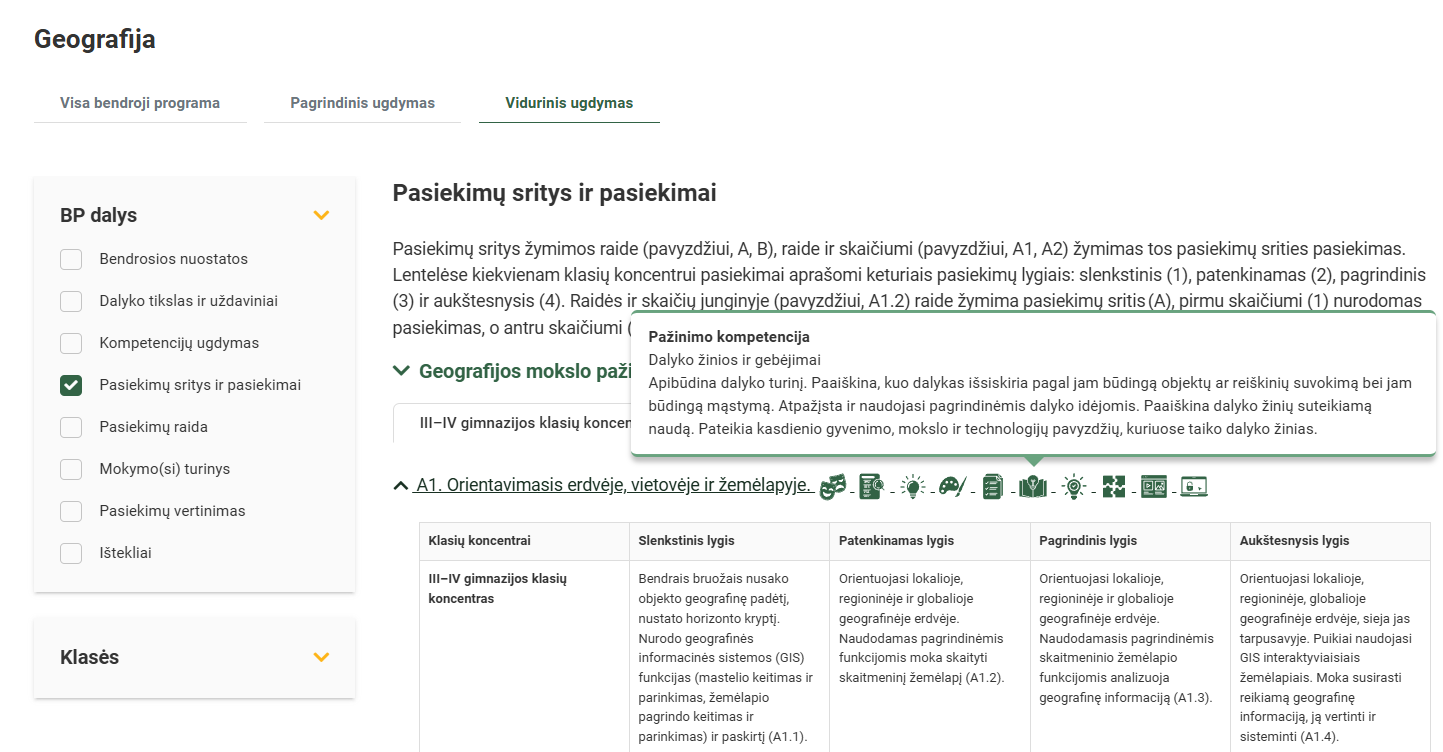 Geografija
Visa bendroji programa
Pagrindinis ugdymas
Vidurinis ugdymas
BP dalys
Bendrosios nuostatos
Dalyko tikslas ir uždaviniai
Kompetencijų ugdymas
Pasiekimų sritys ir pasiekimai
Pasiekimų raida
Mokymo(si) turinys
Pasiekimų vertinimas
Ištekliai
Klasės
Pasiekimų sritys ir pasiekimai
Pasiekimų sritys žymimos raide (pavyzdžiui, A, B), raide ir skaičiumi (pavyzdžiui, A1, A2) žymimas tos pasiekimų srities pasiekimas.
Lentelėse kiekvienam klasių koncentrui pasiekimai aprašomi keturiais pasiekimų lygiais: slenkstinis (1), patenkinamas (2), pagrindinis
(3) ir aukštesnysis (4). Raidės ir skaičių junginyje (pavyzdžiui, A1.2) raide žymima pasiekimų sritis (A), pirmu skaičiumi (1) nurodomas
pasiekimas, o antru skaičiumi (
Pažinimo kompetencija
Dalyko žinios ir gebėjimai
Apibūdina dalyko turinį. Paaiškina, kuo dalykas išsiskiria pagal jam būdingą objektų ar reiškinių suvokimą bei jam
būdingą mąstymą. Atpažįsta ir naudojasi pagrindinėmis dalyko idėjomis. Paaiškina dalyko žinių suteikiamą
naudą. Pateikia kasdienio gyvenimo, mokslo ir technologijų pavyzdžių, kuriuose taiko dalyko žinias.
Geografijos mokslo paži
III–IV gimnazijos klasių koncen
A1. Orientavimasis erdvėje, vietovėje ir žemėlapyje.
Klasių koncentrai
Slenkstinis lygis
Patenkinamas lygis
Pagrindinis lygis
Aukštesnysis lygis
III–IV gimnazijos klasių
koncentras
Bendrais bruožais nusako
objekto geografinę padėtį,
nustato horizonto kryptį.
Nurodo geografinės
informacinės sistemos (GIS)
funkcijas (mastelio keitimas ir
parinkimas, žemėlapio
pagrindo keitimas ir
parinkimas) ir paskirtį (A1.1).
Orientuojasi lokalioje,
regioninėje ir globalioje
geografinėje erdvėje.
Naudodamas pagrindinėmis
funkcijomis moka skaityti
skaitmeninį žemėlapį (A1.2).
Orientuojasi lokalioje,
regioninėje ir globalioje
geografinėje erdvėje.
Naudodamasis pagrindinėmis
skaitmeninio žemėlapio
funkcijomis analizuoja
geografinę informaciją (A1.3).
Orientuojasi lokalioje,
regioninėje, globalioje
geografinėje erdvėje, sieja jas
tarpusavyje. Puikiai naudojasi
GIS interaktyviaisiais
žemėlapiais. Moka susirasti
reikiamą geografinę
informaciją, ją vertinti ir
sisteminti (A1.4).